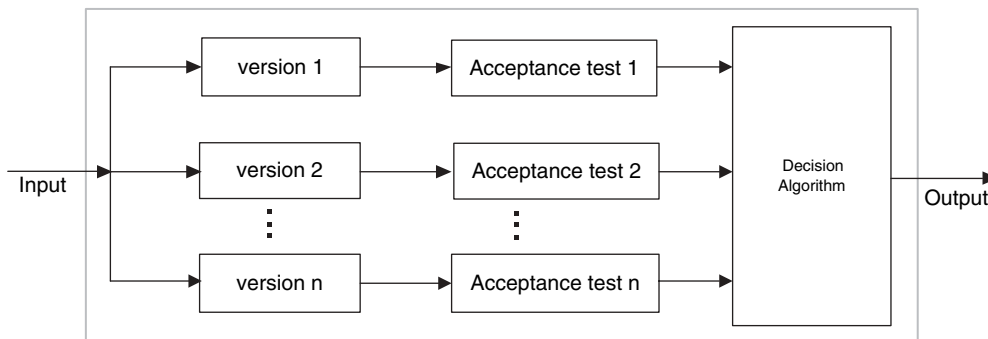 version 1
Acceptance test 1
Input
version 2
Acceptance test 2
Decision
Algorithm
Output
version n
Acceptance test n